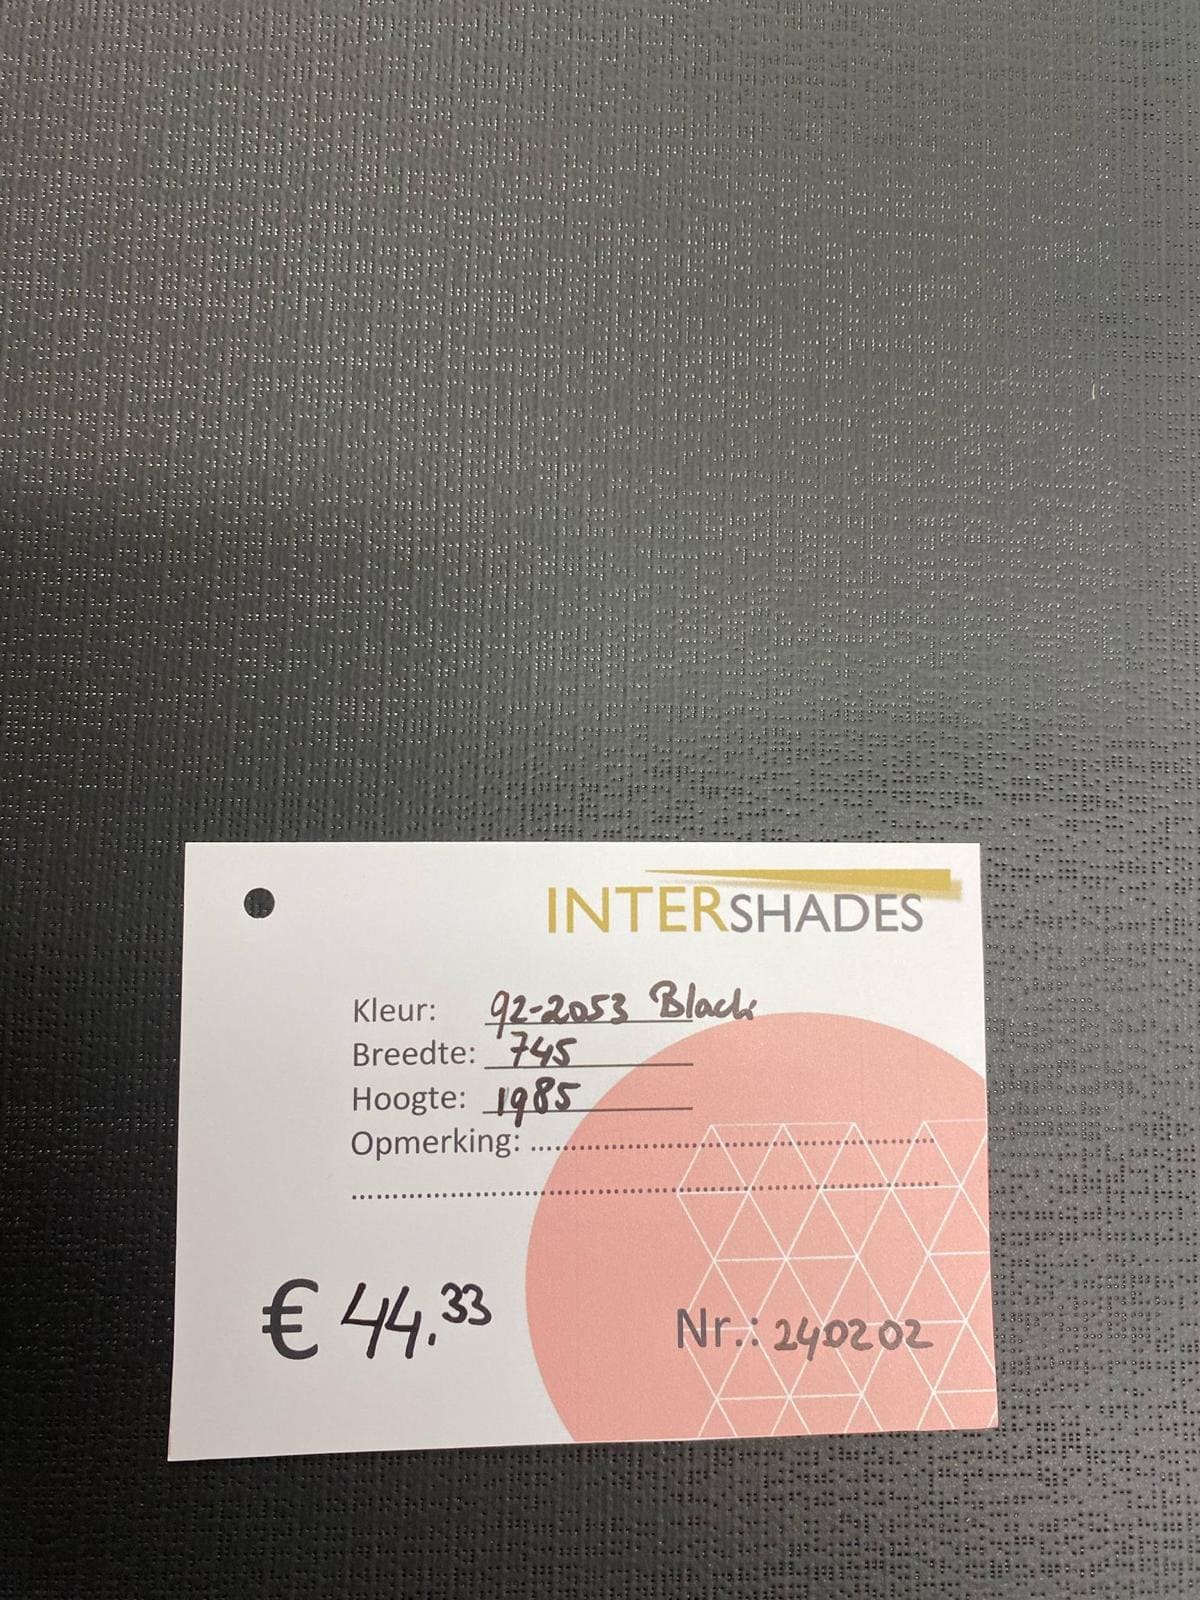 INTERSHADES
Kleur: 92-2053 Black
Breedte: 745
Hoogte: 1985
Opmerking: ................................................
................................................................................
€ 44.33
Nr.: 240202